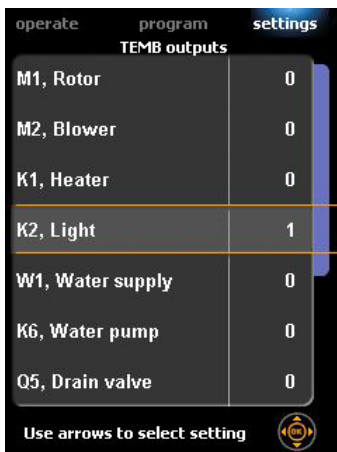 operate program settings
TEMB outputs
M1, Rotor 0
M2, Blower 0
K1, Heater 0
K2, Light 1
W1, Water supply 0
K6, Water pump 0
Q5, Drain valve 0
Use arrows to select setting OK